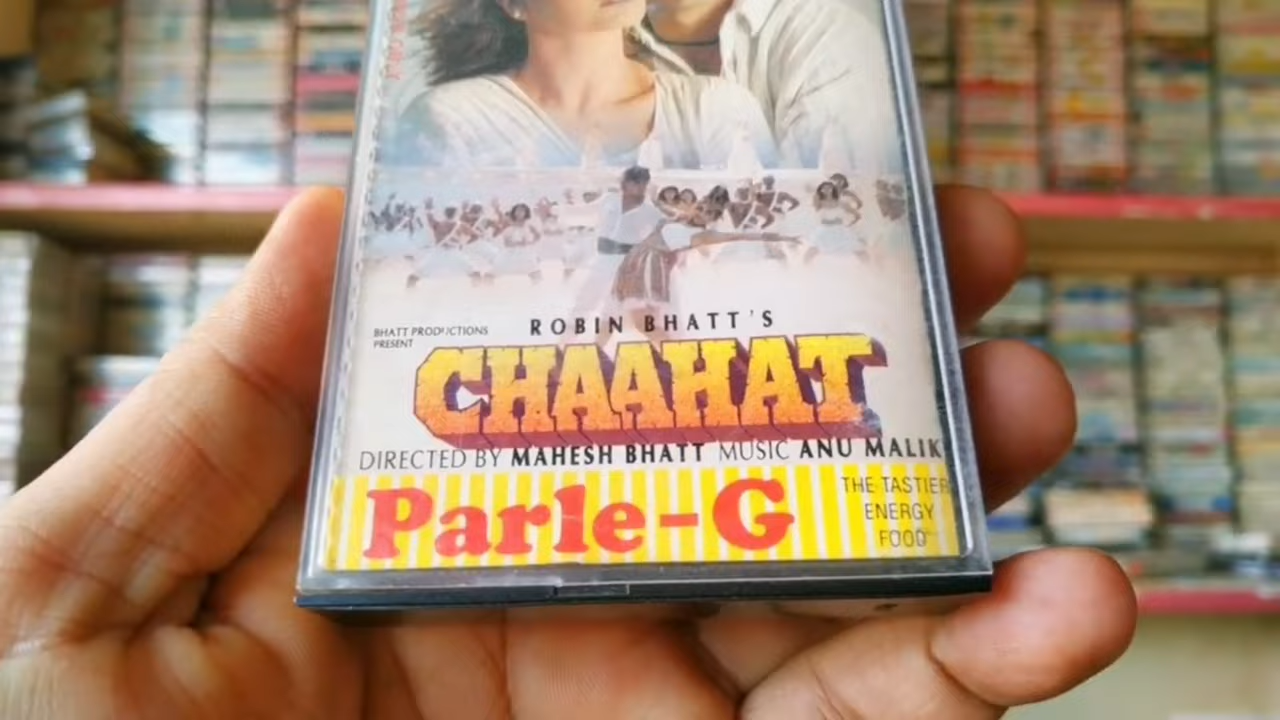 ROBIN BHATT'S
BHATT PRODUCTIONS
PRESENT
CHAAHAT
DIRECTED BY MAHESH BHATT MUSIC ANU MALIK
Parle-G
THE TASTIER
ENERGY
FOOD